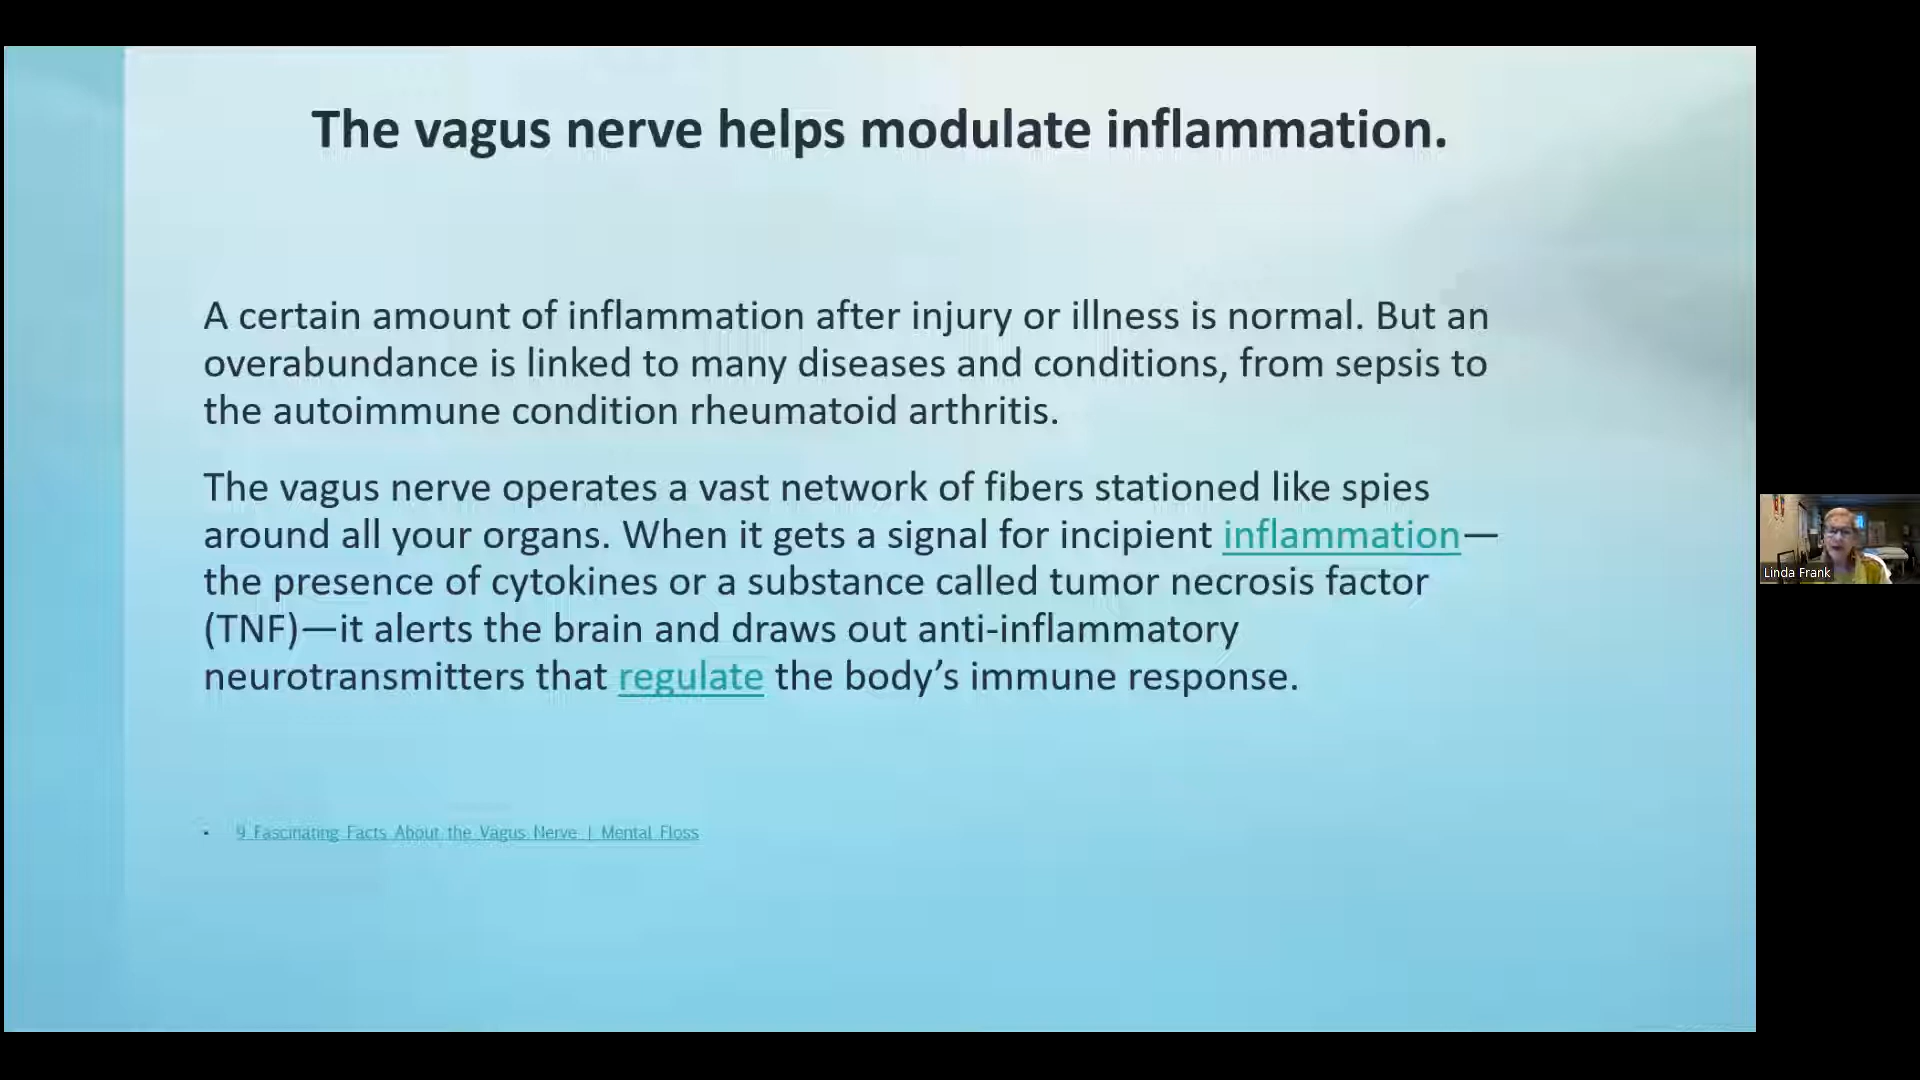 The vagus nerve helps modulate inflammation.
A certain amount of inflammation after injury or illness is normal. But an
overabundance is linked to many diseases and conditions, from sepsis to
the autoimmune condition rheumatoid arthritis.
The vagus nerve operates a vast network of fibers stationed like spies
around all your organs. When it gets a signal for incipient inflammation—
the presence of cytokines or a substance called tumor necrosis factor
(TNF)—it alerts the brain and draws out anti-inflammatory
neurotransmitters that regulate the body’s immune response.
• 9 Fascinating Facts About the Vagus Nerve | Mental Floss
Linda Frank